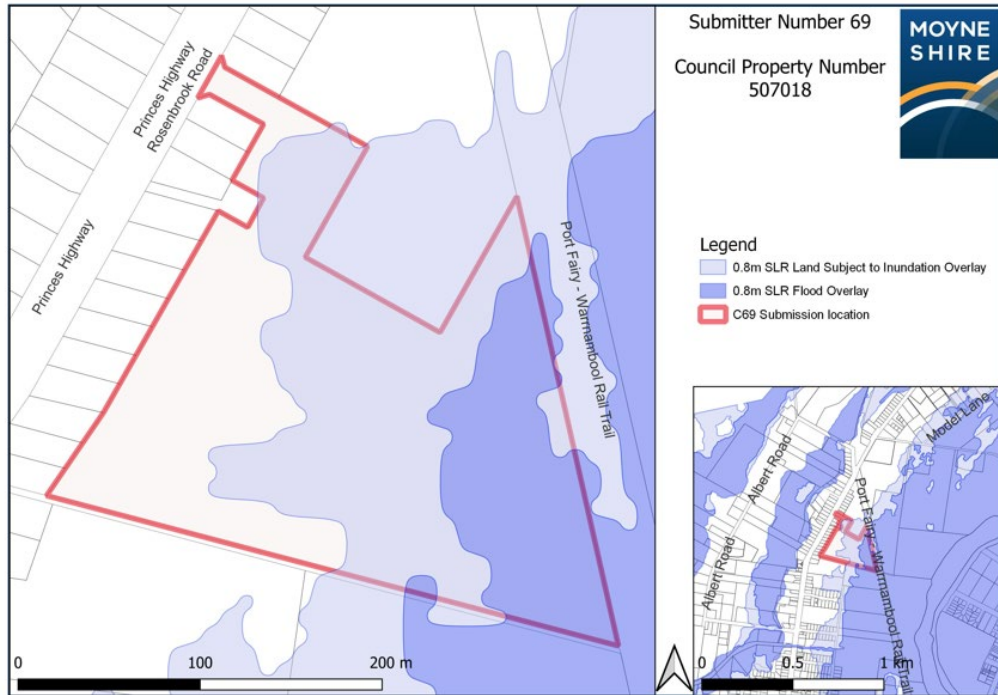 Submitter Number 69
Council Property Number
507018
MOYNE
SHIRE
Princes Highway
Rosenbrook Road
Princes Highway
Port Fairy - Warrnambool Rail Trail
Legend
0.8m SLR Land Subject to Inundation Overlay
0.8m SLR Flood Overlay
C69 Submission location
Albert Road
Albert Road
Model Lane
Port Fairy - Warrnambool Rail Trail
0 100 200 m
0 0.5 1 km